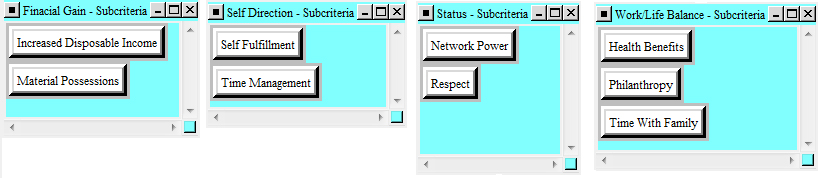 Finacial Gain - Subcriteria
Increased Disposable Income
Material Possessions
Self Direction - Subcriteria
Self Fulfillment
Time Management
Status - Subcriteria
Network Power
Respect
Work/Life Balance - Subcriteria
Health Benefits
Philanthropy
Time With Family